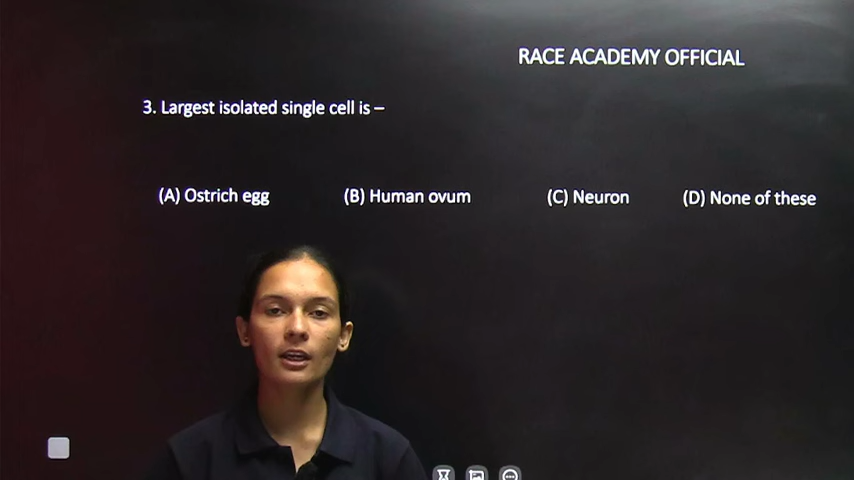 RACE ACADEMY OFFICIAL
3. Largest isolated single cell is –
(A) Ostrich egg (B) Human ovum (C) Neuron (D) None of these